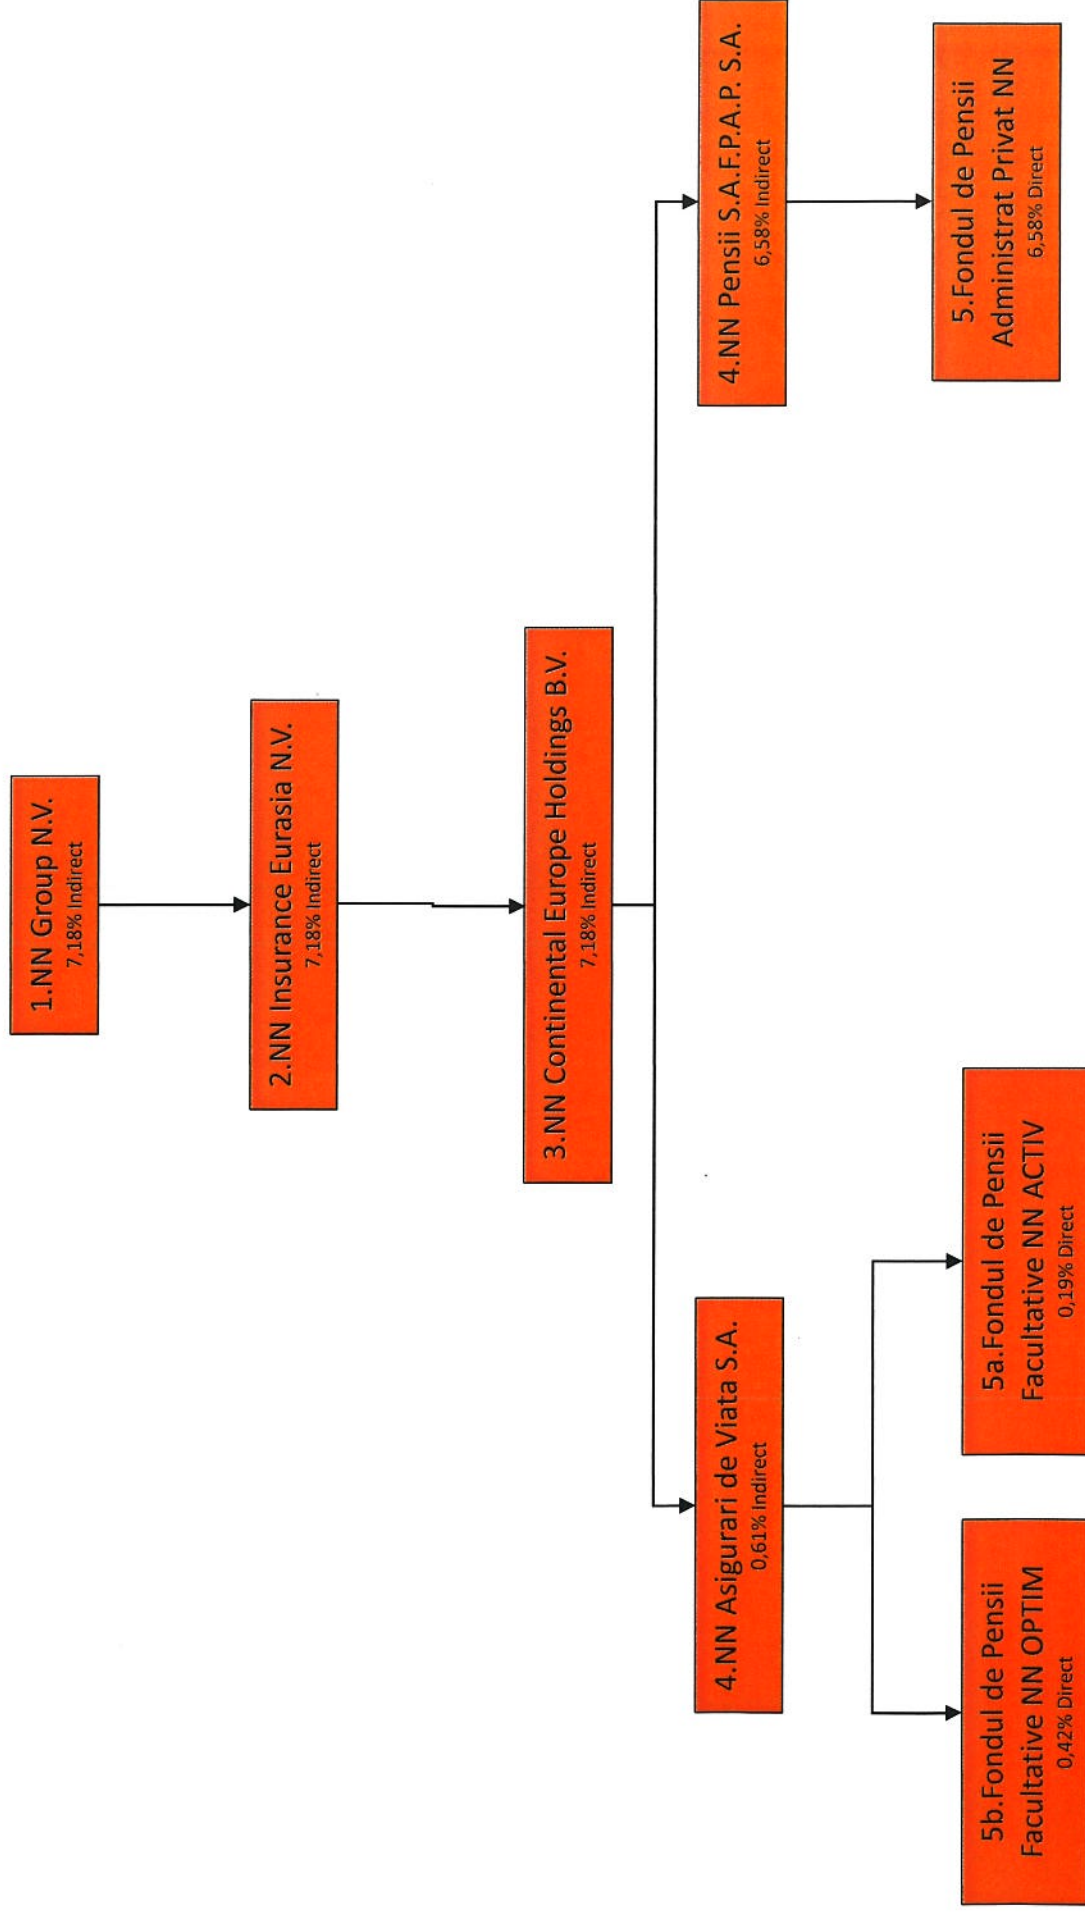 1.NN Group N.V.
7,18% Indirect
2.NN Insurance Eurasia N.V.
7,18% Indirect
3.NN Continental Europe Holdings B.V.
7,18% Indirect
4.NN Asigurari de Viata S.A.
0,61% Indirect
4.NN Pensii S.A.F.P.A.P. S.A.
6,58% Indirect
5b.Fondul de Pensii
Facultative NN OPTIM
0,42% Direct
5a.Fondul de Pensii
Facultative NN ACTIV
0,19% Direct
5.Fondul de Pensii
Administrat Privat NN
6,58% Direct